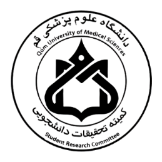 دانشگاه علوم پزشکی قم
Qom University of Medical Sciences
کمیته تحقیقات دانشجویی
Student Research Committee